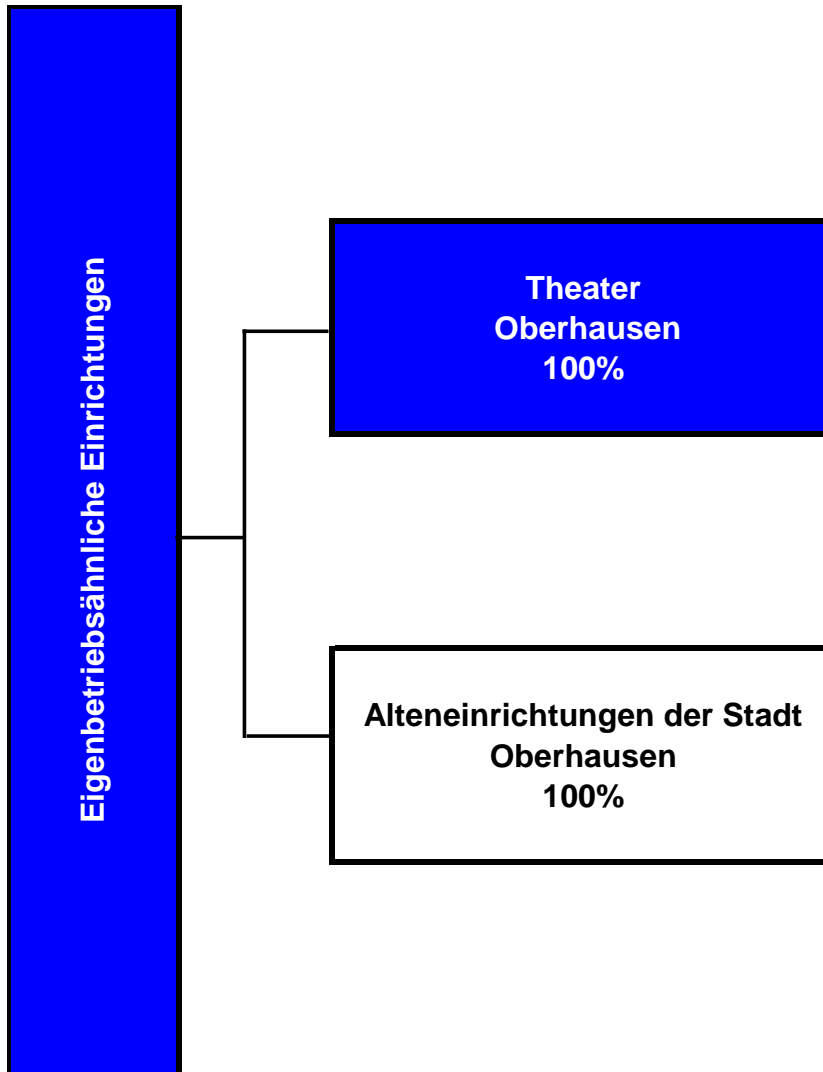 Eigenbetriebsähnliche Einrichtungen
Theater
Oberhausen
100%
Alteneinrichtungen der Stadt
Oberhausen
100%